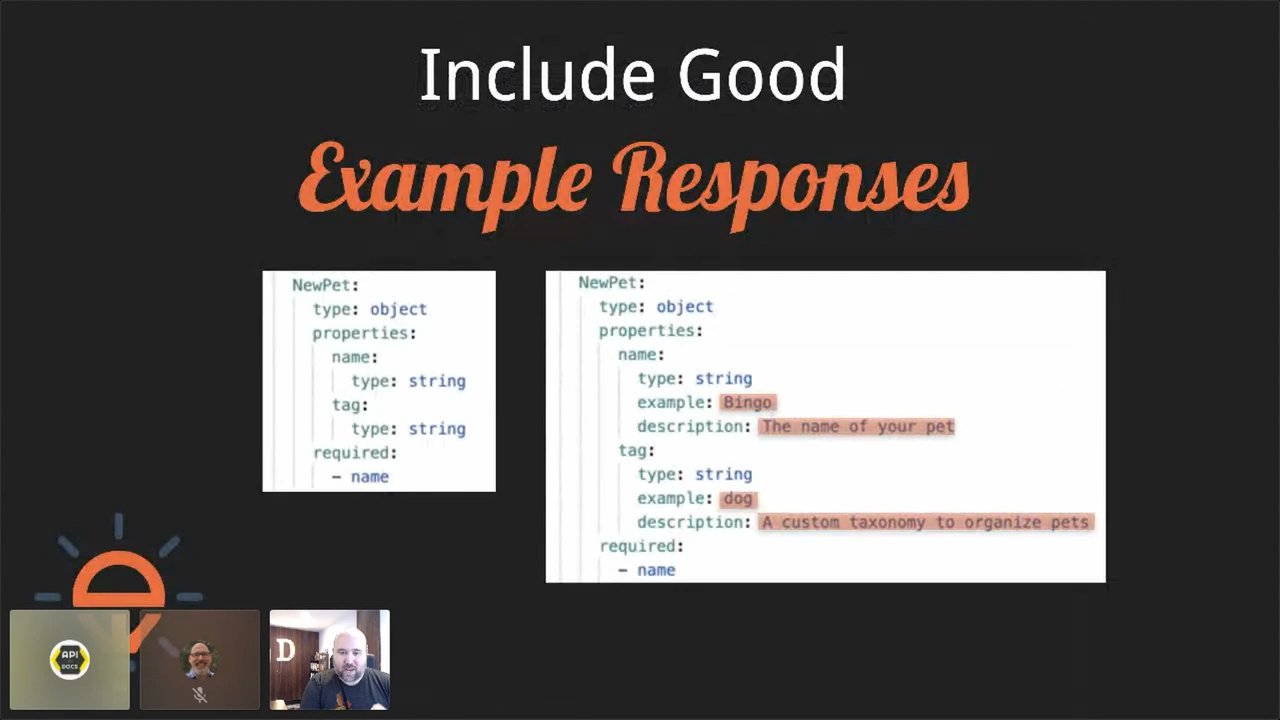 Include Good
Example Responses
NewPet:
type: object
properties:
name:
type: string
tag:
type: string
required:
- name
NewPet:
type: object
properties:
name:
type: string
example: Bingo
description: The name of your pet
tag:
type: string
example: dog
description: A custom taxonomy to organize pets
required:
- name
API
DOCS
D